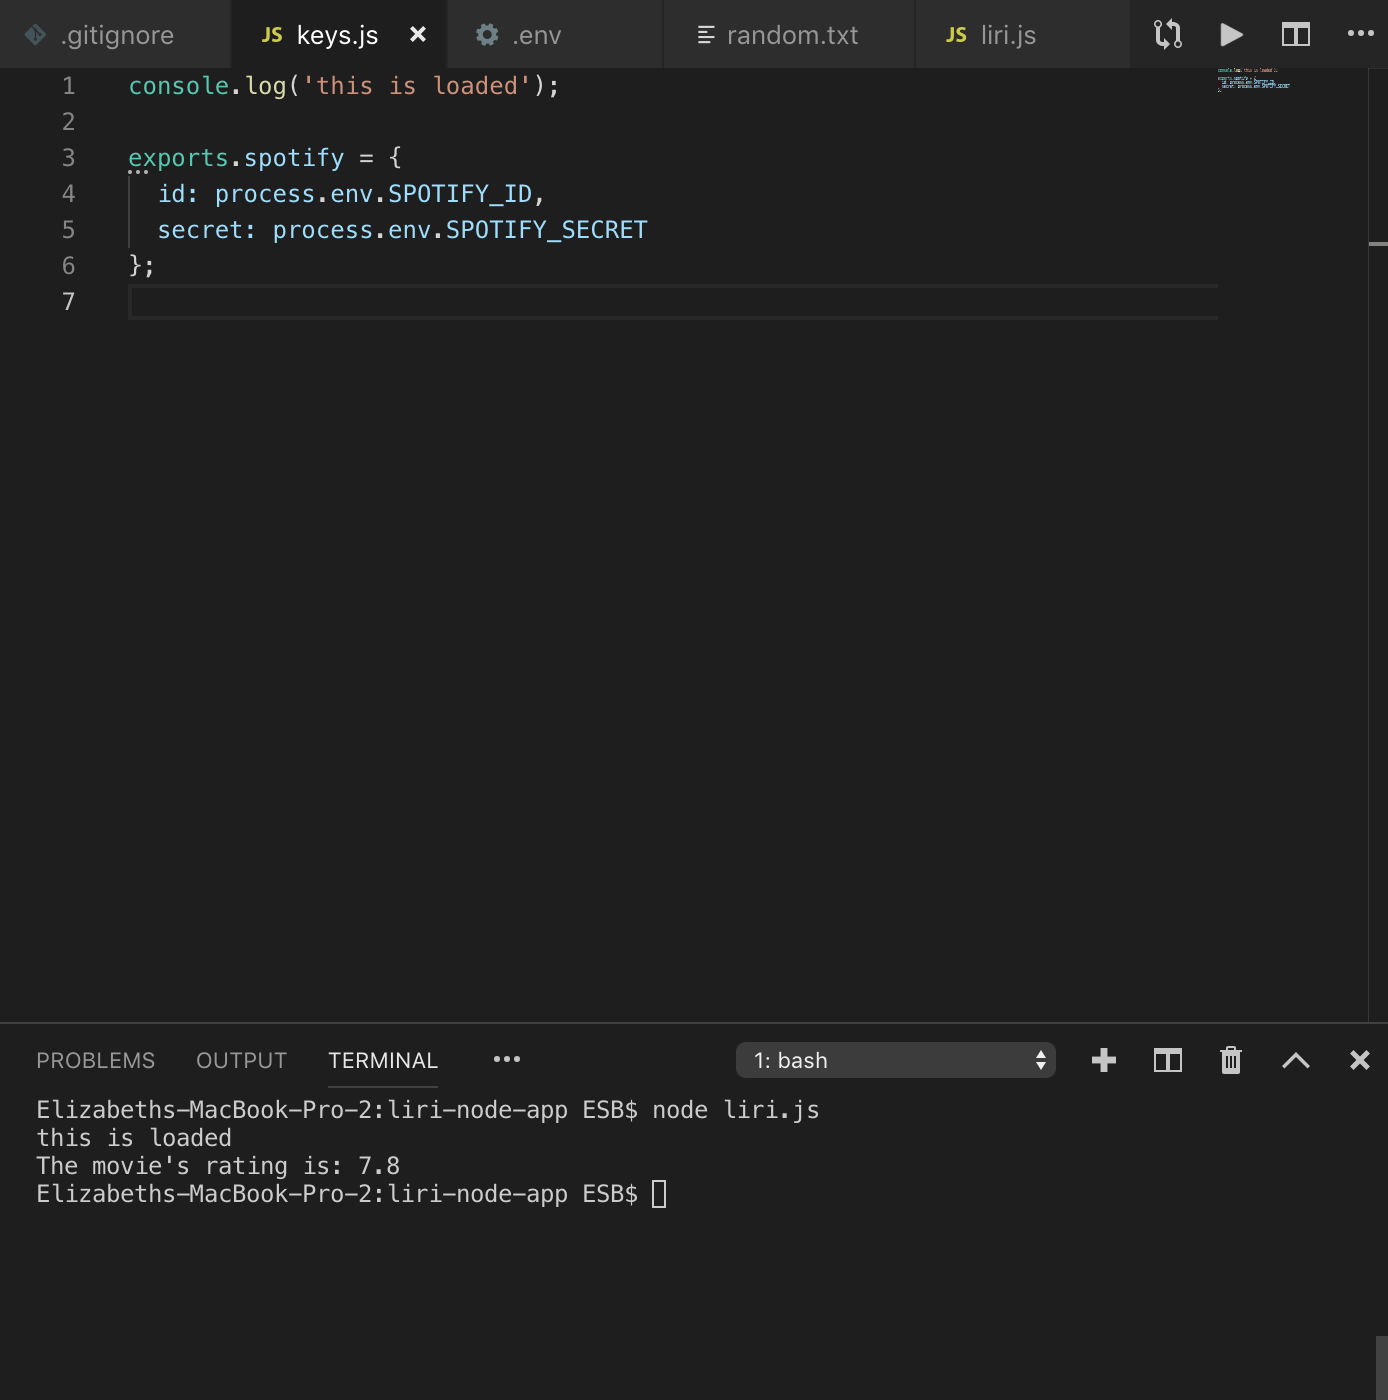 .gitignore JS keys.js .env random.txt JS liri.js
1 console.log('this is loaded');
2
3 exports.spotify = {
4 id: process.env.SPOTIFY_ID,
5 secret: process.env.SPOTIFY_SECRET
6 };
7
PROBLEMS OUTPUT TERMINAL 1: bash
Elizabeths-MacBook-Pro-2:liri-node-app ESB$ node liri.js
this is loaded
The movie's rating is: 7.8
Elizabeths-MacBook-Pro-2:liri-node-app ESB$